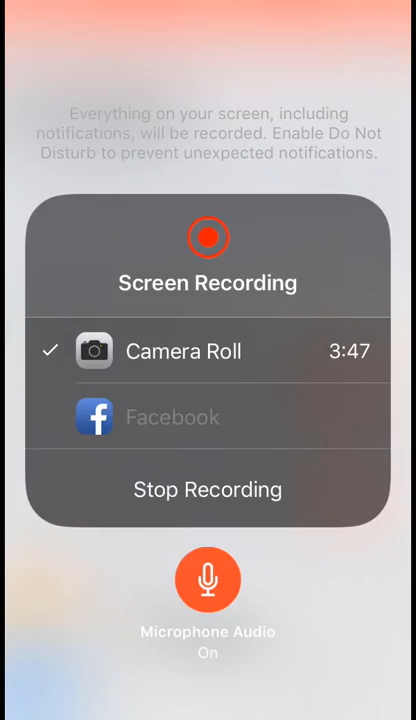 Everything on your screen, including
notifications, will be recorded. Enable Do Not
Disturb to prevent unexpected notifications.
Screen Recording
Camera Roll 3:47
Facebook
Stop Recording
Microphone Audio
On